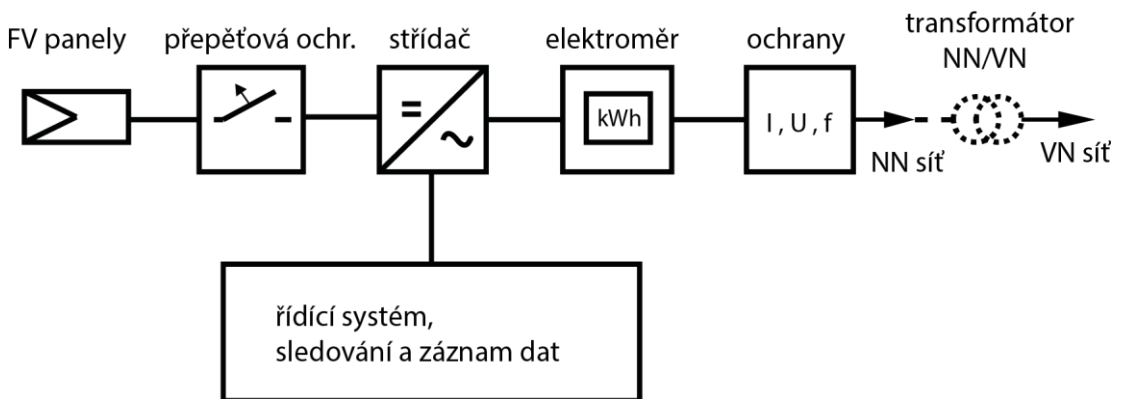 FV panely
přepěťová ochr.
střídač
elektroměr
ochrany
transformátor
NN/VN
=
~
kWh
I , U , f
NN síť
VN síť
řídící systém,
sledování a záznam dat